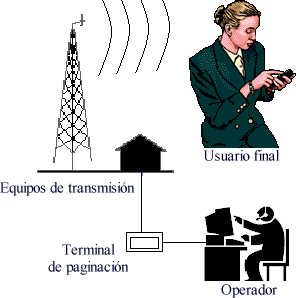 Usuario final
Equipos de transmisión
Terminal
de paginación
Operador